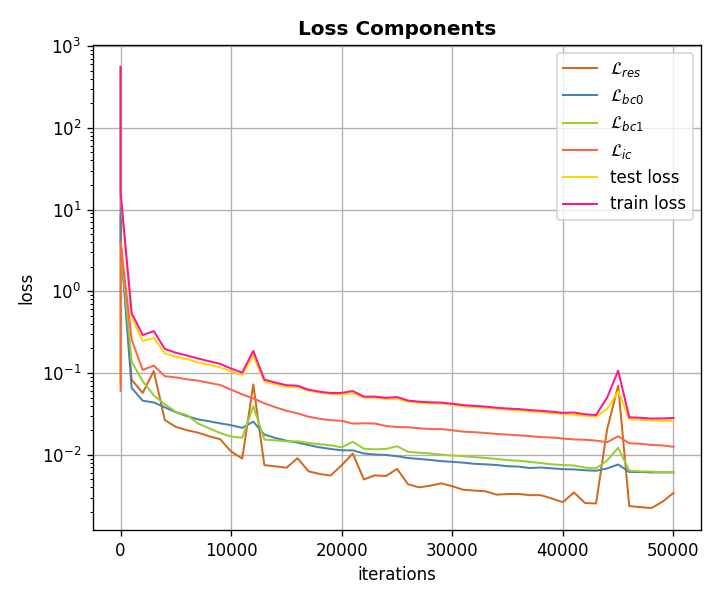 Loss Components
10³
10²
10¹
10⁰
10⁻¹
10⁻²
loss
ℒ_res
ℒ_bc0
ℒ_bc1
ℒ_ic
test loss
train loss
0 10000 20000 30000 40000 50000
iterations